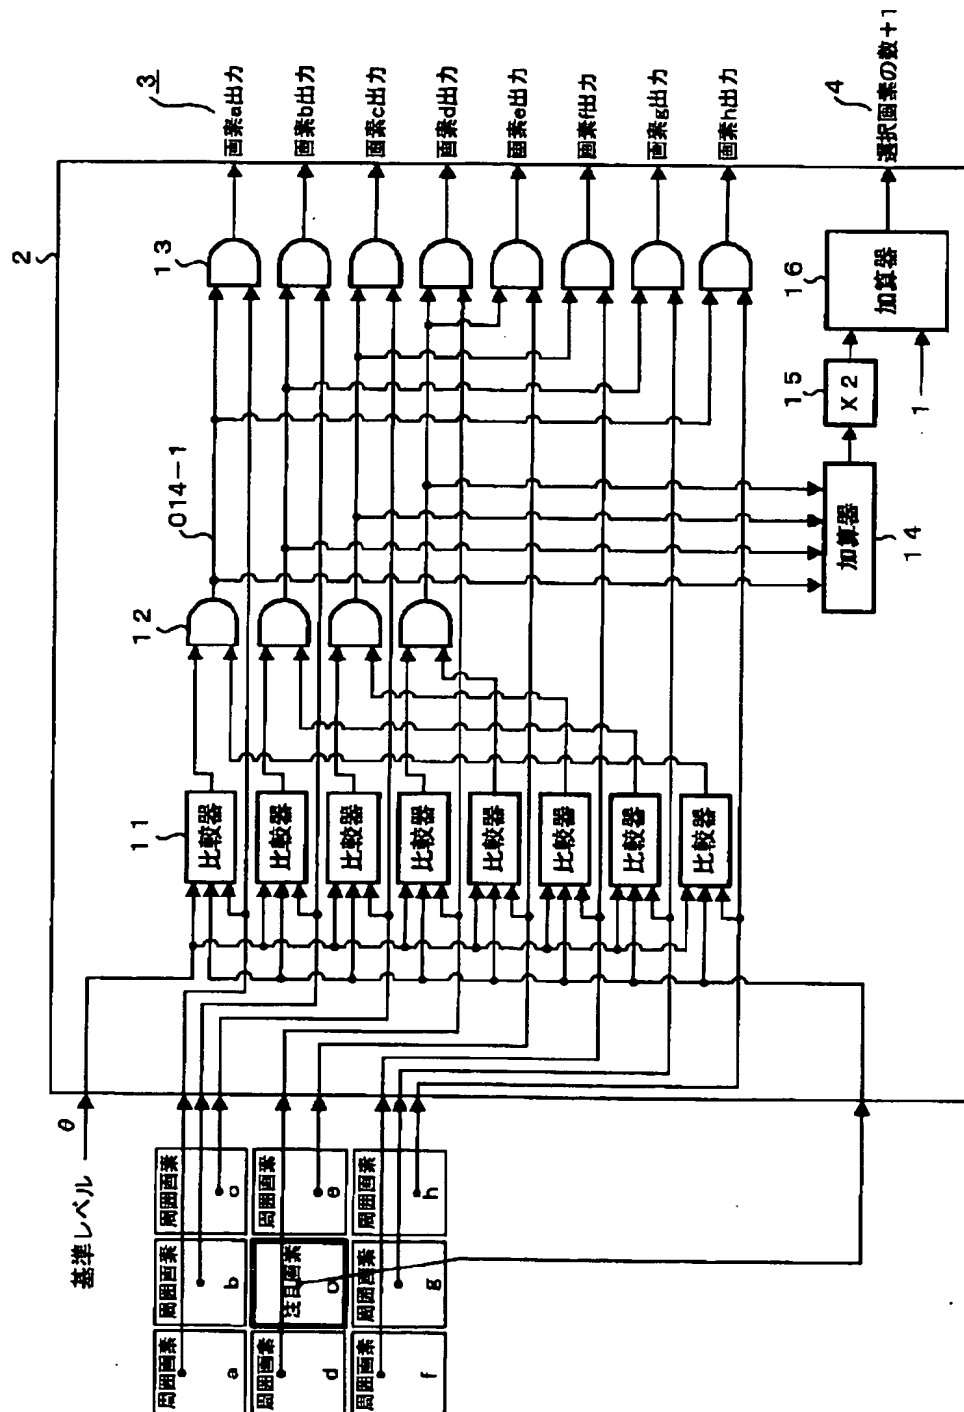 2
3
13
画素a出力
画素b出力
画素c出力
画素d出力
画素e出力
画素f出力
画素g出力
画素h出力
4
選択画素の数+1
O14-1
12
11
比較器
比較器
比較器
比較器
比較器
比較器
比較器
比較器
加算器
14
15
X2
加算器
16
1
基準レベル
θ
周囲画素
a
周囲画素
b
周囲画素
c
周囲画素
d
注目画素
周囲画素
e
周囲画素
f
周囲画素
g
周囲画素
h